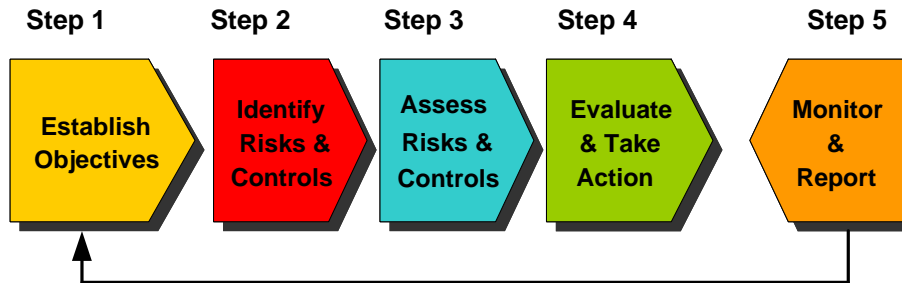 Step 1
Step 2
Step 3
Step 4
Step 5
Establish
Objectives
Identify
Risks &
Controls
Assess
Risks &
Controls
Evaluate
& Take
Action
Monitor
&
Report